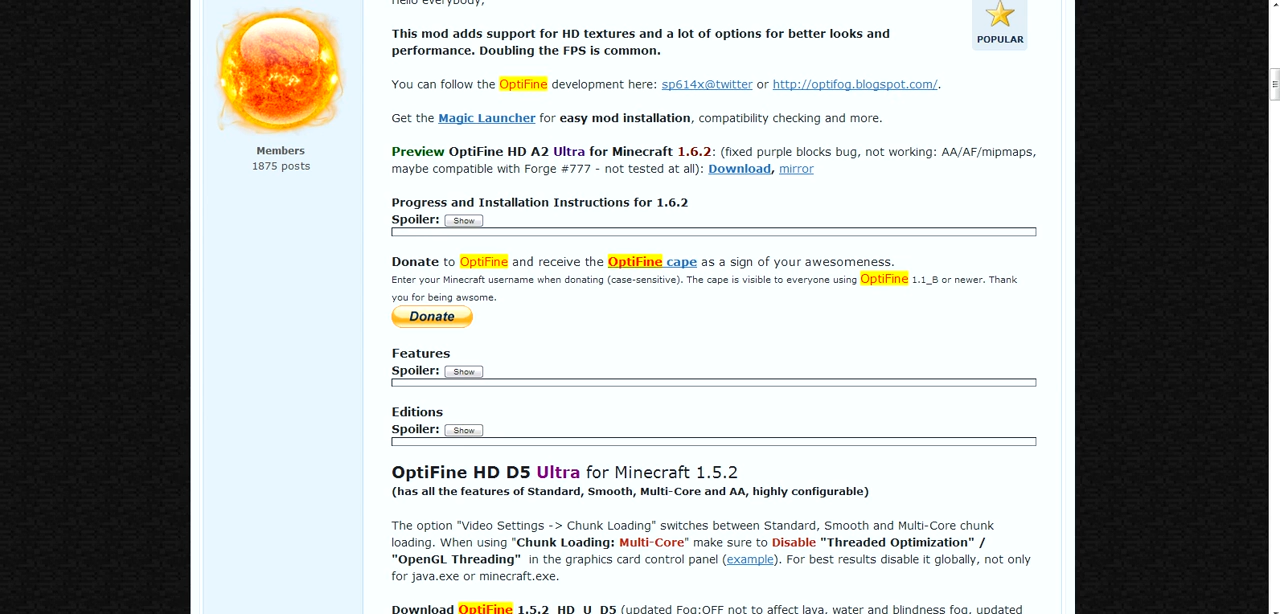 Hello everybody,
POPULAR
This mod adds support for HD textures and a lot of options for better looks and
performance. Doubling the FPS is common.
You can follow the OptiFine development here: sp614x@twitter or http://optifog.blogspot.com/.
Get the Magic Launcher for easy mod installation, compatibility checking and more.
Members
1875 posts
Preview OptiFine HD A2 Ultra for Minecraft 1.6.2: (fixed purple blocks bug, not working: AA/AF/mipmaps,
maybe compatible with Forge #777 - not tested at all): Download, mirror
Progress and Installation Instructions for 1.6.2
Spoiler: Show
Donate to OptiFine and receive the OptiFine cape as a sign of your awesomeness.
Enter your Minecraft username when donating (case-sensitive). The cape is visible to everyone using OptiFine 1.1_B or newer. Thank
you for being awsome.
Donate
Features
Spoiler: Show
Editions
Spoiler: Show
OptiFine HD D5 Ultra for Minecraft 1.5.2
(has all the features of Standard, Smooth, Multi-Core and AA, highly configurable)
The option "Video Settings -> Chunk Loading" switches between Standard, Smooth and Multi-Core chunk
loading. When using "Chunk Loading: Multi-Core" make sure to Disable "Threaded Optimization" /
"OpenGL Threading" in the graphics card control panel (example). For best results disable it globally, not only
for java.exe or minecraft.exe.
Download OptiFine 1.5.2_HD_U_D5 (updated Fog:OFF not to affect lava, water and blindness fog, updated